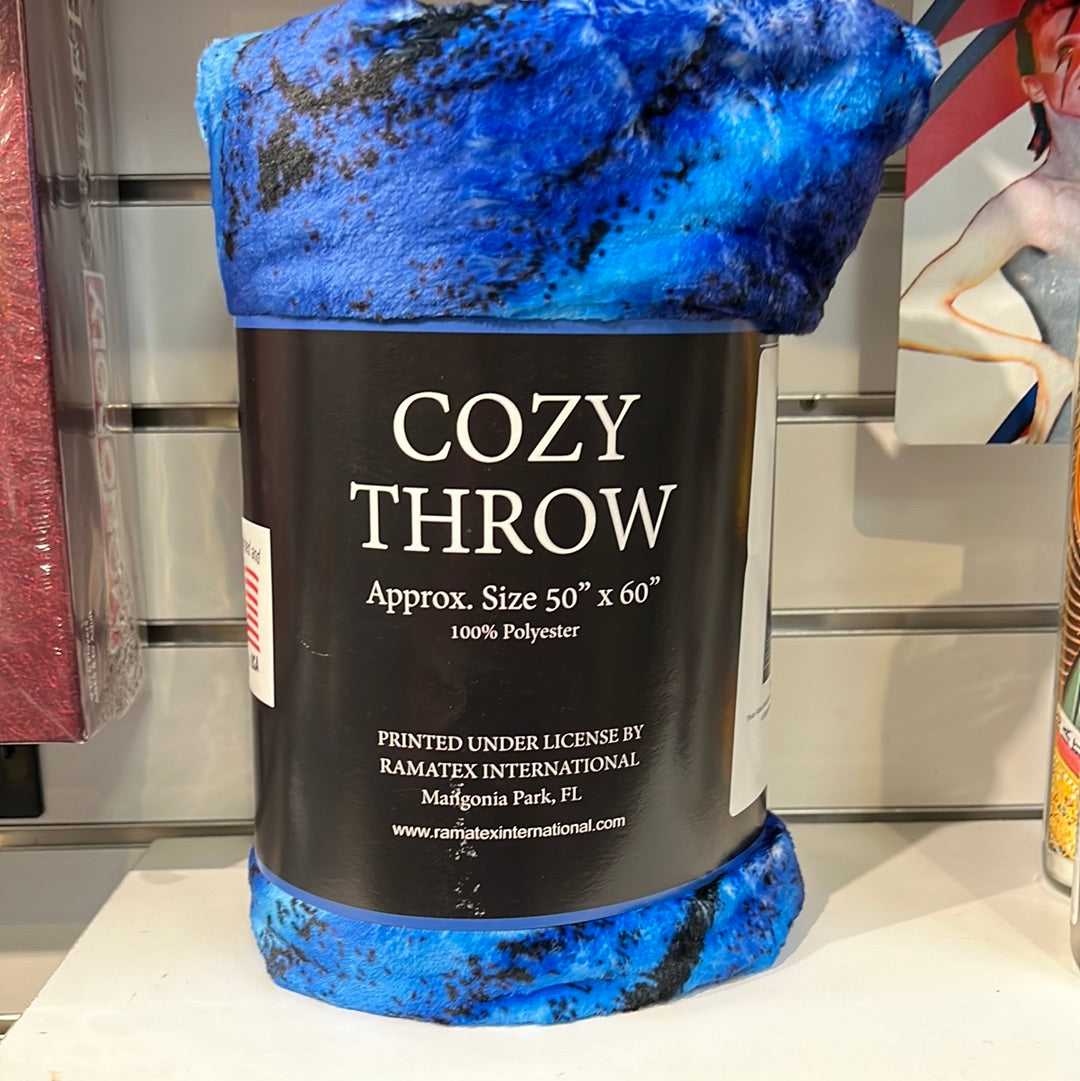 COZY
THROW
Approx. Size 50” x 60”
100% Polyester
PRINTED UNDER LICENSE BY
RAMATEX INTERNATIONAL
Mangonia Park, FL
www.ramatexinternational.com
and